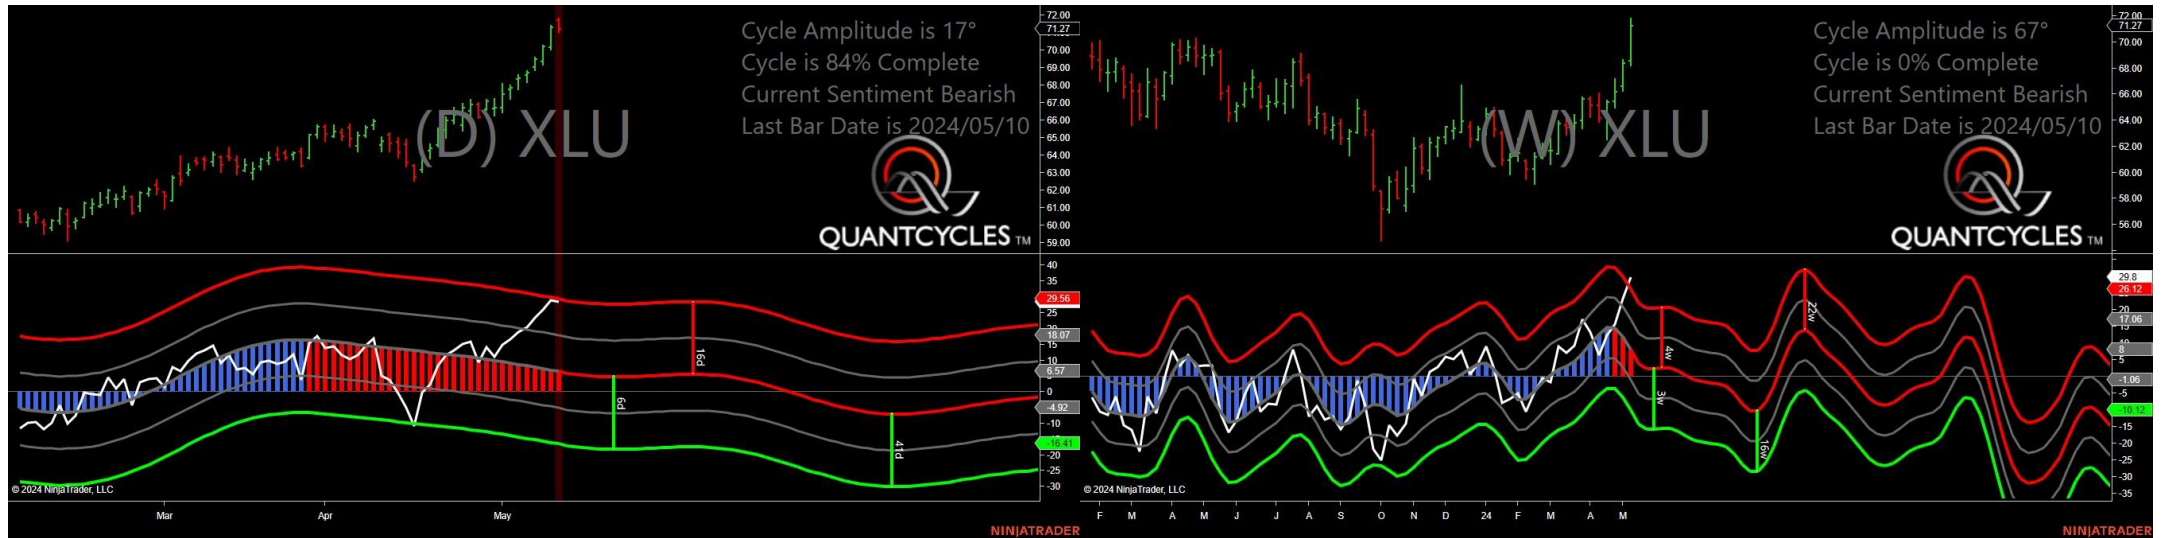 Cycle Amplitude is 17°
Cycle is 84% Complete
Current Sentiment Bearish
Last Bar Date is 2024/05/10
(D) XLU
QUANTCYCLES TM
72.00
71.27
70.00
69.00
68.00
67.00
66.00
65.00
64.00
63.00
62.00
61.00
60.00
59.00
40
35
29.56
25
18.07
15
10
6.57
0
-4.92
-10
-16.41
-20
-25
-30
16d
6d
41d
© 2024 NinjaTrader, LLC
Mar
Apr
May
NINJATRADER
Cycle Amplitude is 67°
Cycle is 0% Complete
Current Sentiment Bearish
Last Bar Date is 2024/05/10
(W) XLU
QUANTCYCLES TM
72.00
71.27
70.00
68.00
66.00
64.00
62.00
60.00
58.00
56.00
29.8
26.12
17.06
15
8
5
-1.06
-5
-10.12
-15
-20
-25
-30
-35
4w
3w
22w
16w
© 2024 NinjaTrader, LLC
F
M
A
M
J
J
A
S
O
N
D
24
F
M
A
M
NINJATRADER